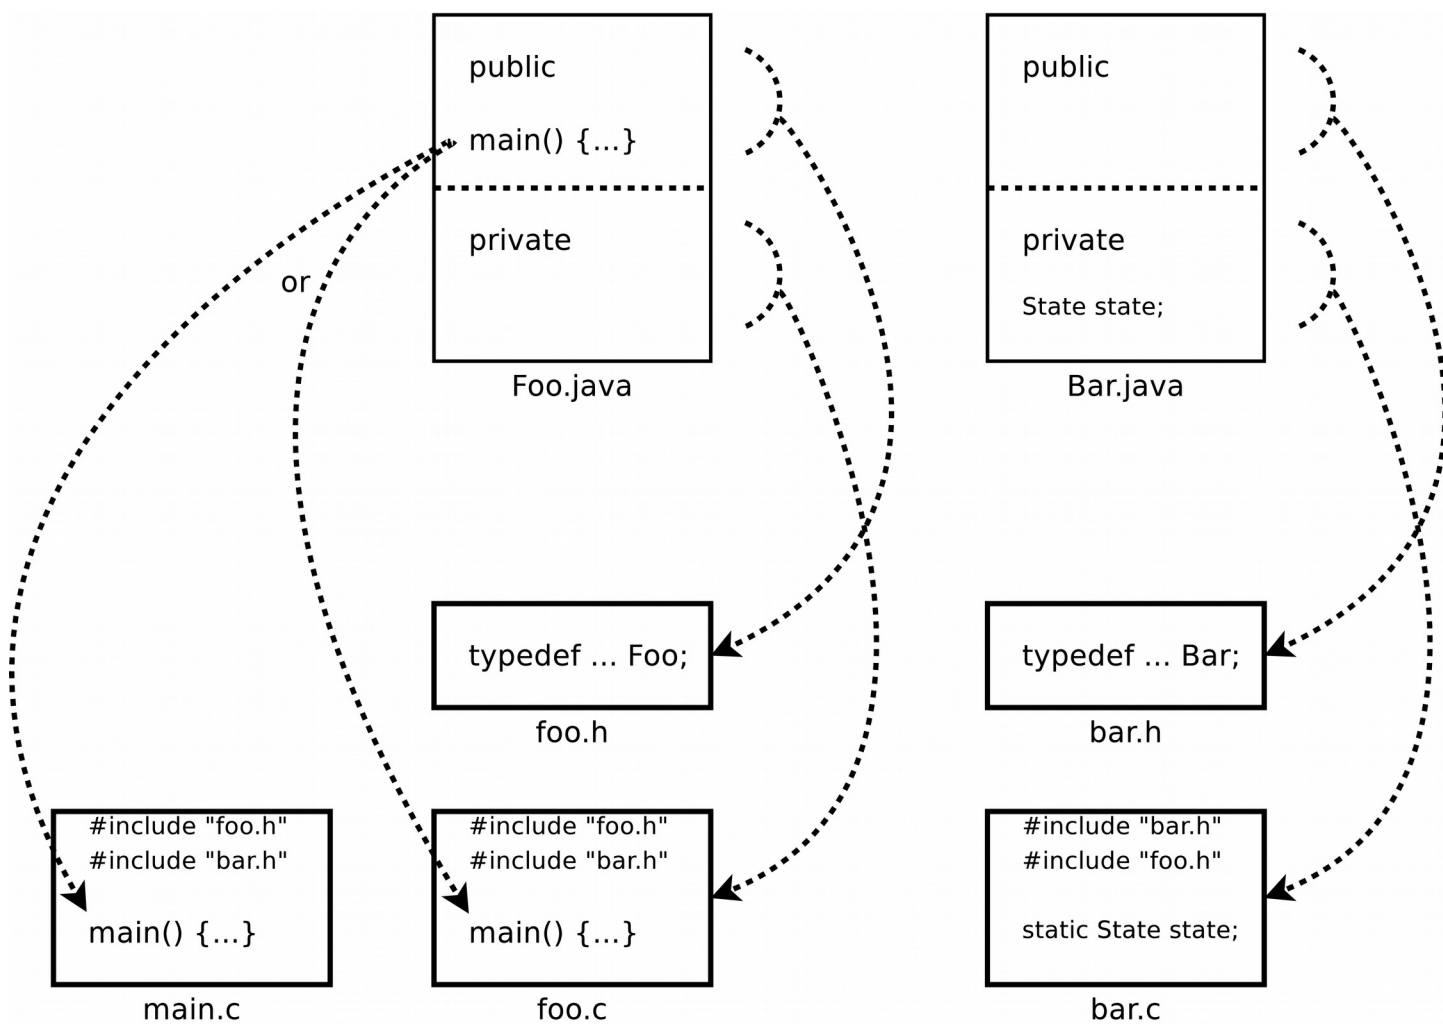 public
main() {...}
private
Foo.java
public
private
State state;
Bar.java
or
typedef ... Foo;
foo.h
typedef ... Bar;
bar.h
#include "foo.h"
#include "bar.h"
main() {...}
main.c
#include "foo.h"
#include "bar.h"
main() {...}
foo.c
#include "bar.h"
#include "foo.h"
static State state;
bar.c